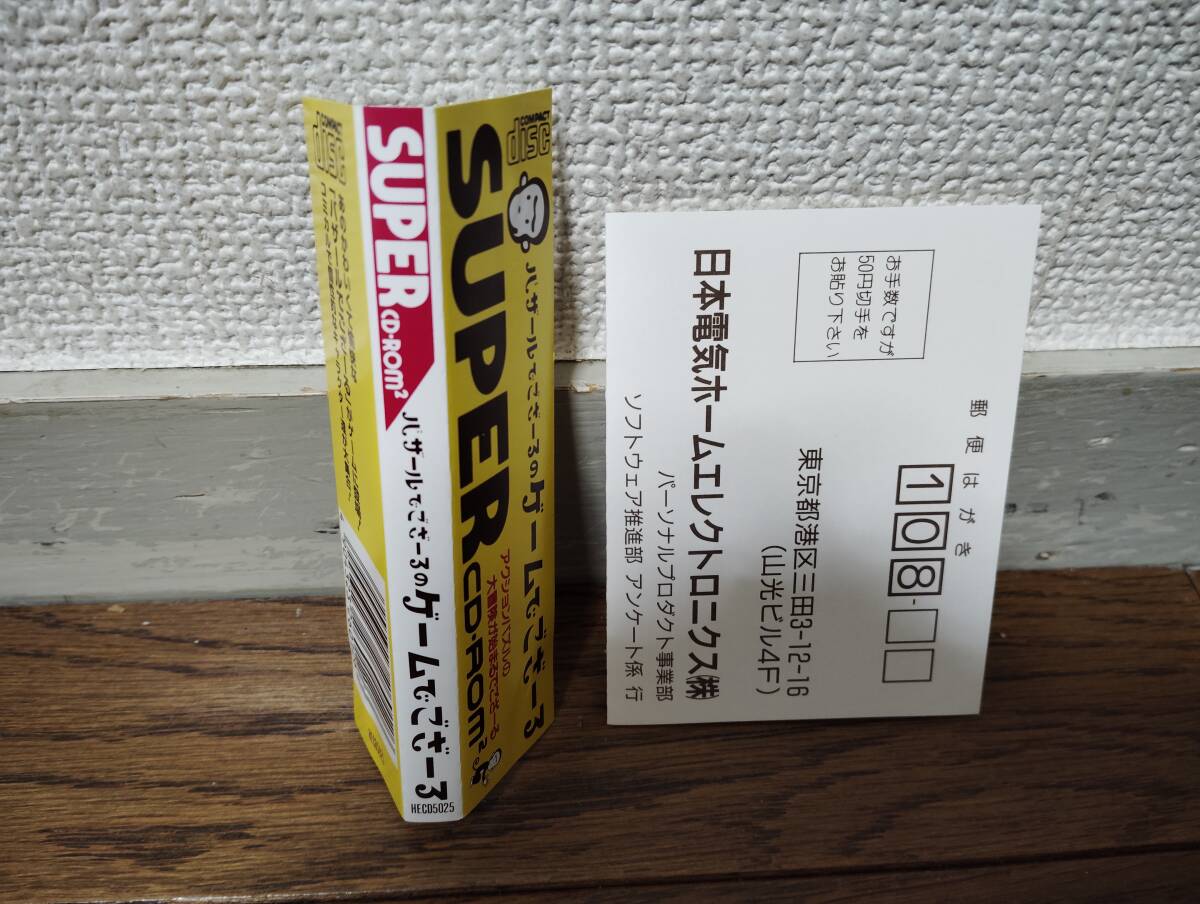 SUPER CD-ROM²
バザールでござーるのゲームでござーる
HECD5025
COMPACT
disc
SUPER CD-ROM²
バザールでござーるのゲームでござーる
アクションパズルの
大冒険が始まるでござーる
お手数ですが
50円切手を
お貼り下さい
郵便はがき
108-
東京都港区三田3-12-16
(山光ビル4F)
日本電気ホームエレクトロニクス㈱
パーソナルプロダクト事業部
ソフトウェア推進部 アンケート係 行